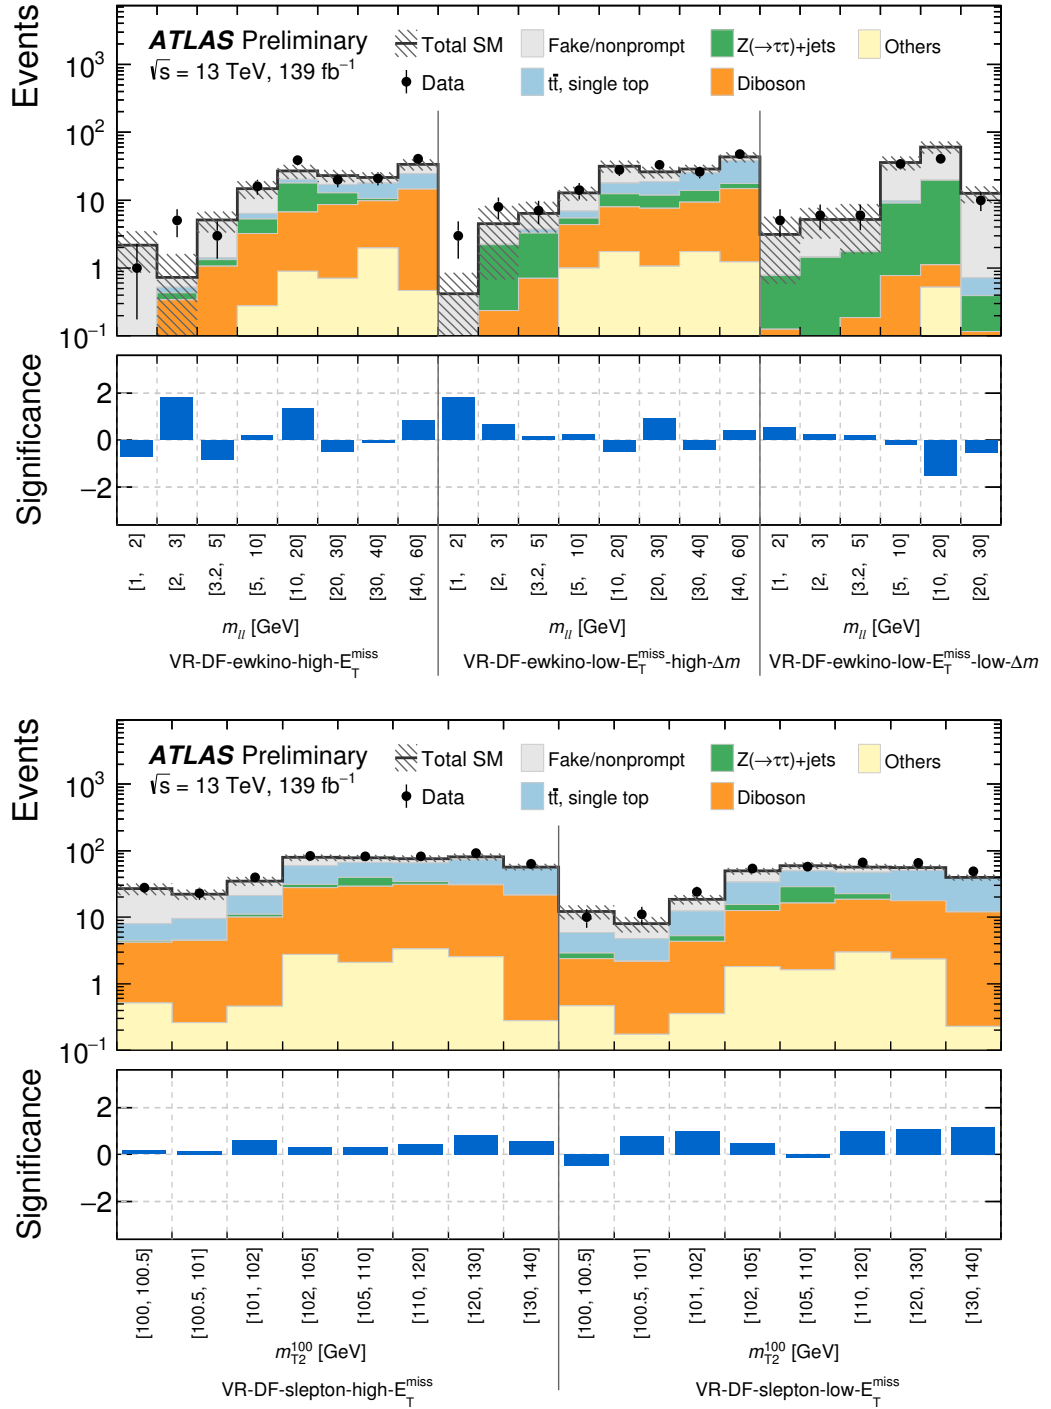 Events
ATLAS Preliminary
√s = 13 TeV, 139 fb⁻¹
Total SM
Fake/nonprompt
Z(→ττ)+jets
Others
Data
tt̄, single top
Diboson
10³
10²
10
1
10⁻¹
Significance
2
0
−2
[1, 2]
[2, 3]
[3.2, 5]
[5, 10]
[10, 20]
[20, 30]
[30, 40]
[40, 60]
[1, 2]
[2, 3]
[3.2, 5]
[5, 10]
[10, 20]
[20, 30]
[30, 40]
[40, 60]
[1, 2]
[2, 3]
[3.2, 5]
[5, 10]
[10, 20]
[20, 30]
m_ll [GeV]
m_ll [GeV]
m_ll [GeV]
VR-DF-ewkino-high-E_T^miss
VR-DF-ewkino-low-E_T^miss-high-Δm
VR-DF-ewkino-low-E_T^miss-low-Δm
Events
ATLAS Preliminary
√s = 13 TeV, 139 fb⁻¹
Total SM
Fake/nonprompt
Z(→ττ)+jets
Others
Data
tt̄, single top
Diboson
10³
10²
10
1
10⁻¹
Significance
2
0
−2
[100, 100.5]
[100.5, 101]
[101, 102]
[102, 105]
[105, 110]
[110, 120]
[120, 130]
[130, 140]
[100, 100.5]
[100.5, 101]
[101, 102]
[102, 105]
[105, 110]
[110, 120]
[120, 130]
[130, 140]
m_T2^100 [GeV]
m_T2^100 [GeV]
VR-DF-slepton-high-E_T^miss
VR-DF-slepton-low-E_T^miss